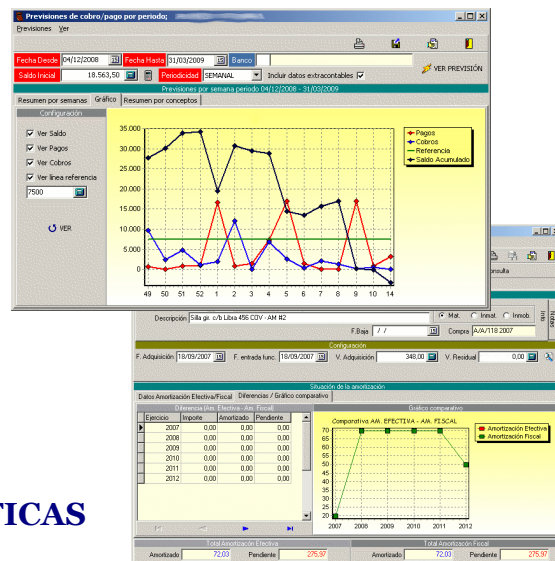 Previsiones de cobro/pago por periodo;
Previsiones Ver
Fecha Desde 04/12/2008 Fecha Hasta 31/03/2009 Banco
Saldo Inicial 18.563,50 Periodicidad SEMANAL Incluir datos extracontables VER PREVISIÓN
Previsiones por semana periodo 04/12/2008 - 31/03/2009
Resumen por semanas Gráfico Resumen por conceptos
Configuración
Ver Saldo
Ver Pagos
Ver Cobros
Ver línea referencia
7500
VER
35.000
30.000
25.000
20.000
15.000
10.000
5.000
0
49 50 51 52 1 2 3 4 5 6 7 8 9 10 14
Pagos
Cobros
Referencia
Saldo Acumulado
Descripción Silla gir. c/b Libra 456 CDV - AM #2 Mat. Inmat. Inmob.
Info
Notas
F.Baja / / Compra A/A/118 2007
Configuración
F. Adquisición 18/09/2007 F. entrada func. 18/09/2007 V. Adquisición 348,00 V. Residual 0,00
Situación de la amortización
Datos Amortización Efectiva/Fiscal Diferencias / Gráfico comparativo
Diferencia (Am. Efectiva - Am. Fiscal)
Ejercicio Importe Amortizado Pendiente
2007 0,00 0,00 0,00
2008 0,00 0,00 0,00
2009 0,00 0,00 0,00
2010 0,00 0,00 0,00
2011 0,00 0,00 0,00
2012 0,00 0,00 0,00
Gráfico comparativo
Comparativa AM. EFECTIVA - AM. FISCAL
70
65
60
55
50
45
40
35
30
25
20
2007 2008 2009 2010 2011 2012
Amortización Efectiva
Amortización Fiscal
Total Amortización Efectiva
Amortizado 72,03 Pendiente 275,97
Total Amortización Fiscal
Amortizado 72,03 Pendiente 275,97
TICAS